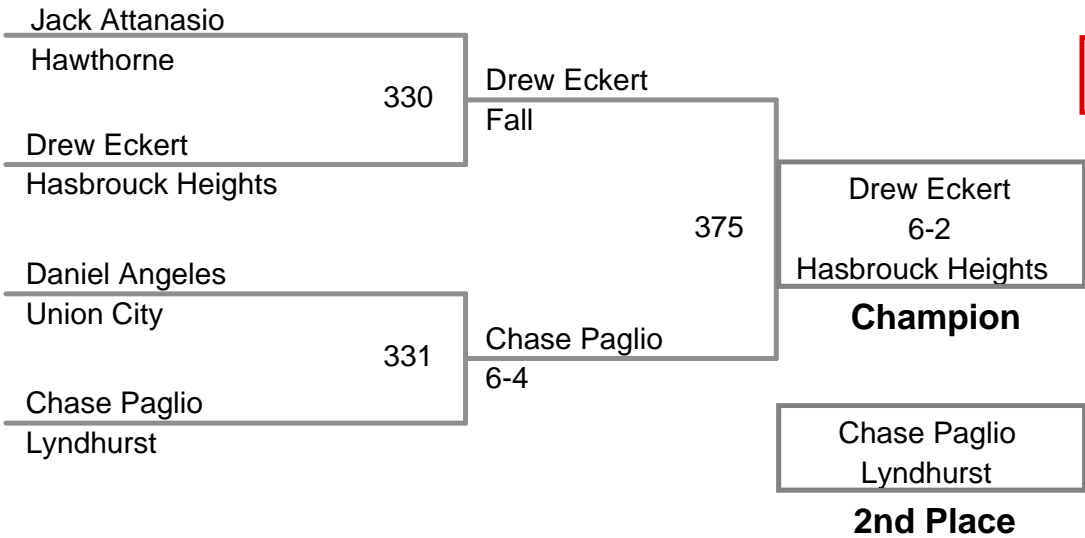 Jack Attanasio
Hawthorne
330
Drew Eckert
Hasbrouck Heights
Drew Eckert
Fall
Daniel Angeles
Union City
331
Chase Paglio
Lyndhurst
Chase Paglio
6-4
375
Drew Eckert
6-2
Hasbrouck Heights
Champion
Chase Paglio
Lyndhurst
2nd Place